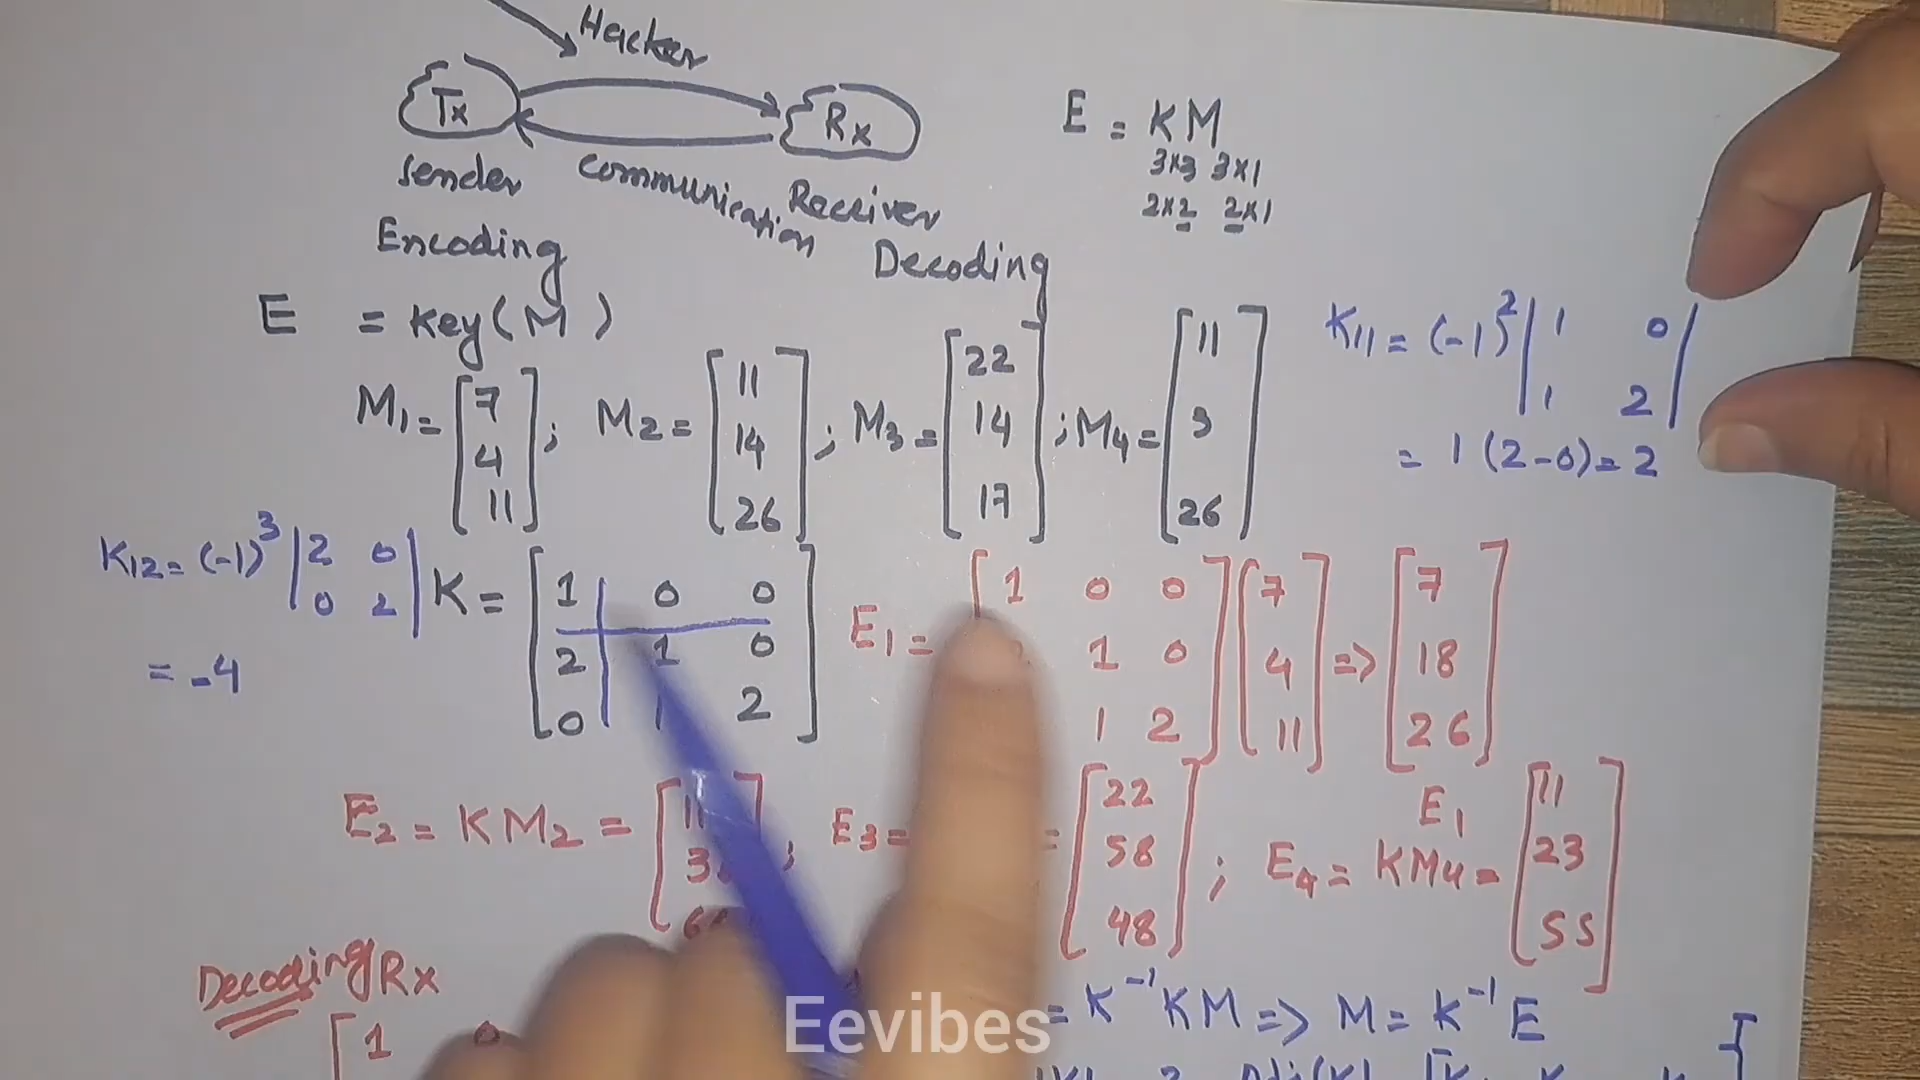 Hacker
Tx
Rx
sender
communication
Receiver
Encoding
Decoding
E = KM
3x3 3x1
2x2 2x1
E = Key(M)
M1 = [7 4 11]; M2 = [11 14 26]; M3 = [22 14 17]; M4 = [11 3 26]
K11 = (-1)^2 |1 0
1 2|
= 1(2-0) = 2
K12 = (-1)^3 |2 0
0 2|
= -4
K = [1 0 0
2 1 0
0 1 2]
E1 = [1 0 0
1 0
1 2] [7 4 11] => [7 18 26]
E1
E2 = KM2 = [11
E3 = [22 58 48]; E4 = KM4 = [11 23 55]
Decoding Rx
[1 0
= K^-1 KM => M = K^-1 E
Eevibes